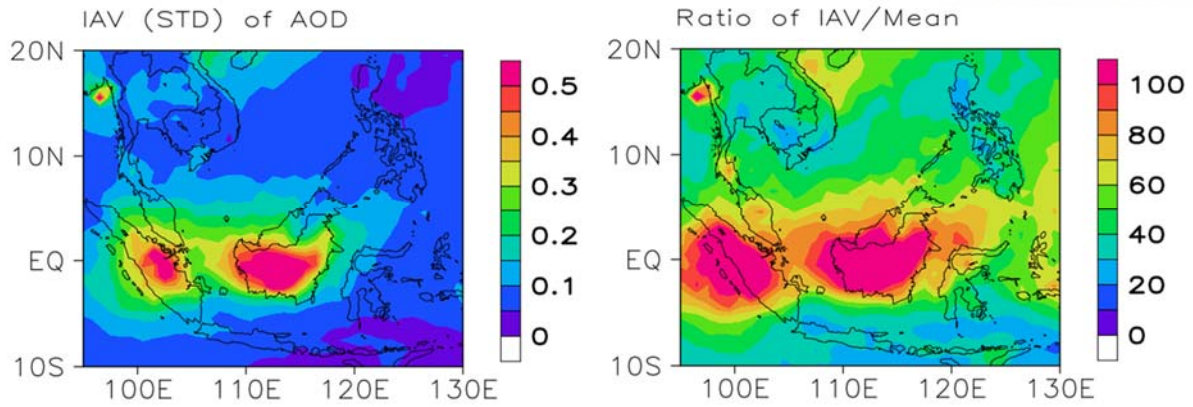 IAV (STD) of AOD
20N
10N
EQ
10S
100E 110E 120E 130E
0.5
0.4
0.3
0.2
0.1
0
Ratio of IAV/Mean
20N
10N
EQ
10S
100E 110E 120E 130E
100
80
60
40
20
0